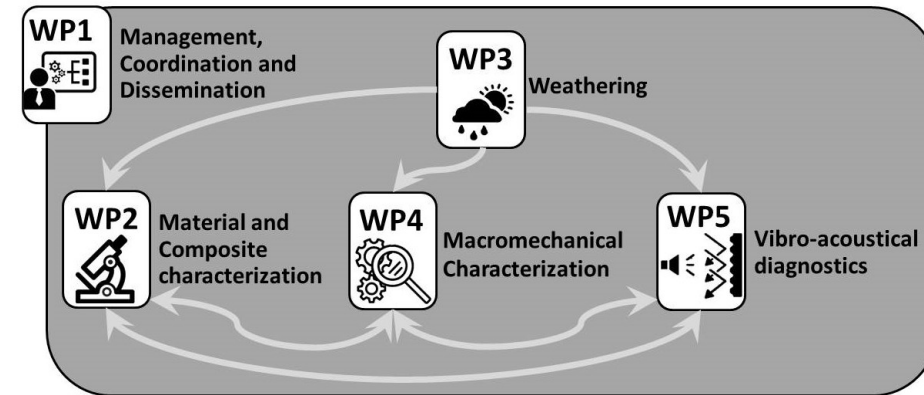 WP1
Management,
Coordination and
Dissemination
WP3
Weathering
WP2
Material and
Composite
characterization
WP4
Macromechanical
Characterization
WP5
Vibro-acoustical
diagnostics